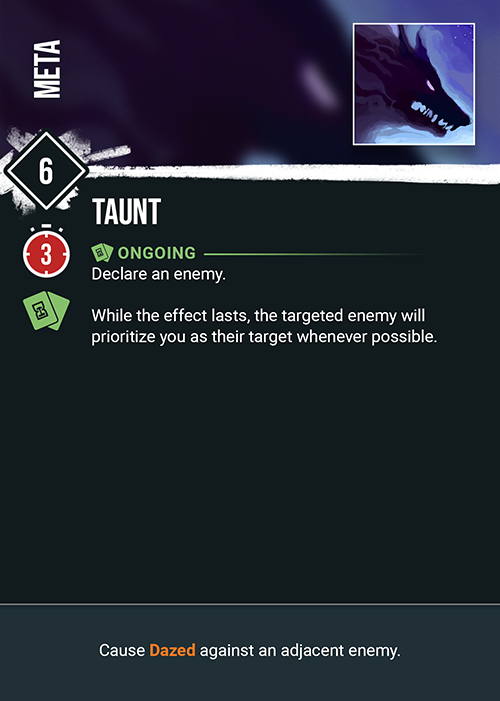 META
6
TAUNT
3
ONGOING
Declare an enemy.
While the effect lasts, the targeted enemy will
prioritize you as their target whenever possible.
Cause Dazed against an adjacent enemy.